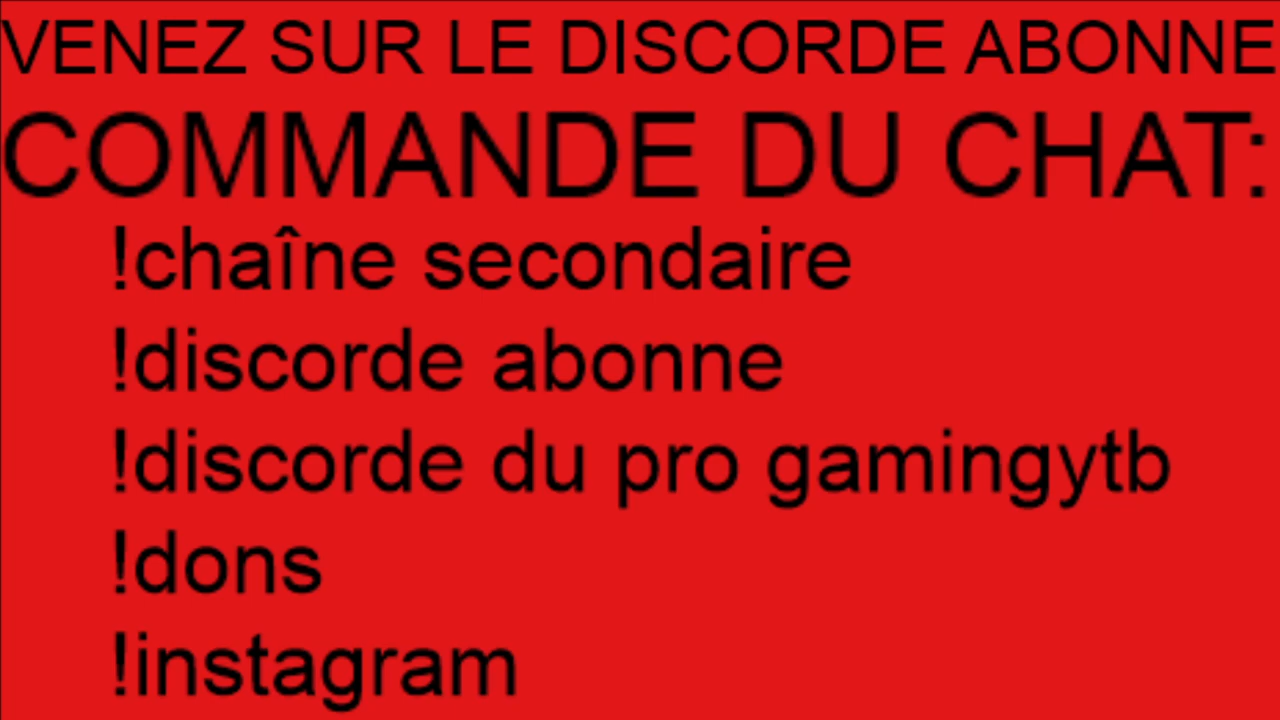 VENEZ SUR LE DISCORDE ABONNE
COMMANDE DU CHAT:
!chaîne secondaire
!discorde abonne
!discorde du pro gamingytb
!dons
!instagram